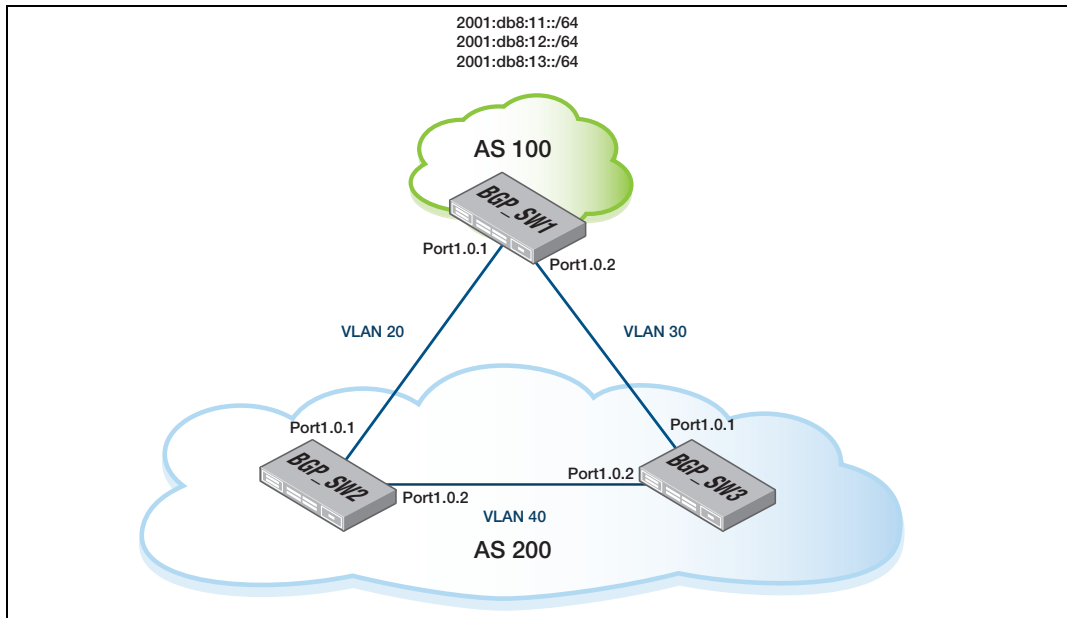 2001:db8:11::/64
2001:db8:12::/64
2001:db8:13::/64
AS 100
BGP_SW1
Port1.0.1
Port1.0.2
VLAN 20
VLAN 30
Port1.0.1
Port1.0.1
BGP_SW2
Port1.0.2
Port1.0.2
BGP_SW3
VLAN 40
AS 200